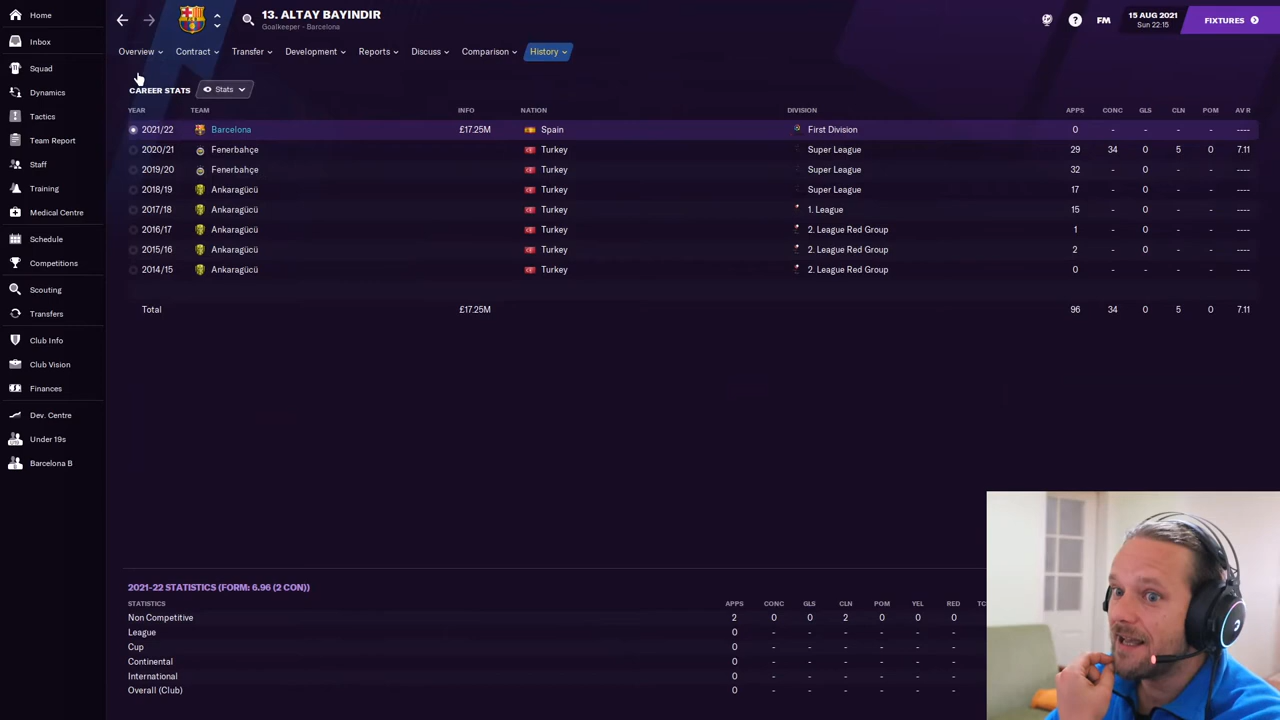 Home
Inbox
Squad
Dynamics
Tactics
Team Report
Staff
Training
Medical Centre
Schedule
Competitions
Scouting
Transfers
Club Info
Club Vision
Finances
Dev. Centre
Under 19s
Barcelona B
13. ALTAY BAYINDIR
Goalkeeper - Barcelona
? FM 15 AUG 2021 FIXTURES
Sun 22:15
Overview Contract Transfer Development Reports Discuss Comparison History
CAREER STATS Stats
YEAR TEAM INFO NATION DIVISION APPS CONC GLS CLN POM AV R
2021/22 Barcelona £17.25M Spain First Division 0 - - - - ----
2020/21 Fenerbahçe Turkey Super League 29 34 0 5 0 7.11
2019/20 Fenerbahçe Turkey Super League 32 0 - - ----
2018/19 Ankaragücü Turkey Super League 17 - 0 - - ----
2017/18 Ankaragücü Turkey 1. League 15 - 0 - - ----
2016/17 Ankaragücü Turkey 2. League Red Group 1 - 0 - - ----
2015/16 Ankaragücü Turkey 2. League Red Group 2 - 0 - - ----
2014/15 Ankaragücü Turkey 2. League Red Group 0 - 0 - - ----
Total £17.25M 96 34 0 5 0 7.11
2021-22 STATISTICS (FORM: 6.96 (2 CON))
STATISTICS APPS CONC GLS CLN POM YEL RED
Non Competitive 2 0 0 2 0 0 0
League 0 - - - - - -
Cup 0 - - - - - -
Continental 0 - - - - - -
International 0 - - - - - -
Overall (Club) 0 - - - - - -